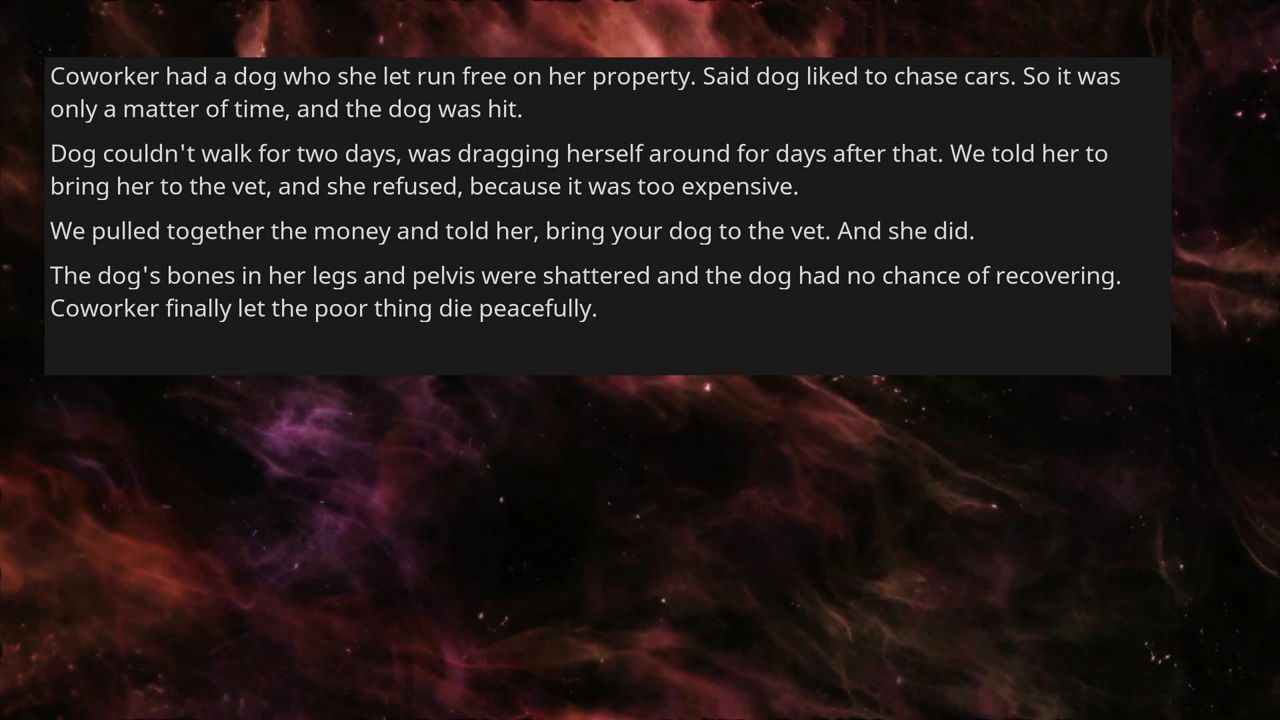 Coworker had a dog who she let run free on her property. Said dog liked to chase cars. So it was
only a matter of time, and the dog was hit.
Dog couldn't walk for two days, was dragging herself around for days after that. We told her to
bring her to the vet, and she refused, because it was too expensive.
We pulled together the money and told her, bring your dog to the vet. And she did.
The dog's bones in her legs and pelvis were shattered and the dog had no chance of recovering.
Coworker finally let the poor thing die peacefully.